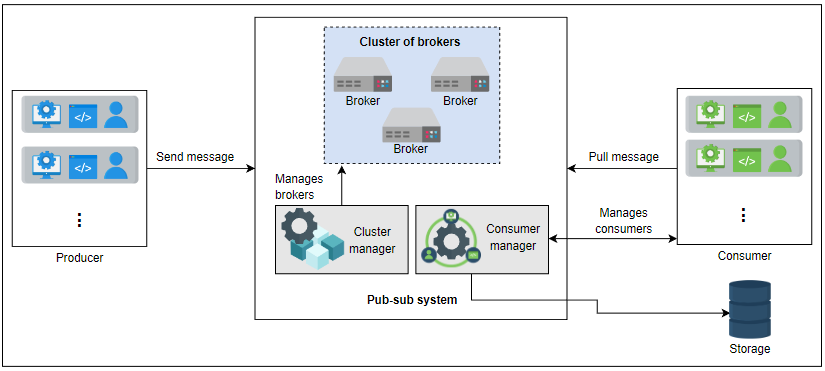 Cluster of brokers
Broker
Broker
Broker
Send message
Pull message
Manages
brokers
Cluster
manager
Consumer
manager
Manages
consumers
Producer
Consumer
Pub-sub system
Storage